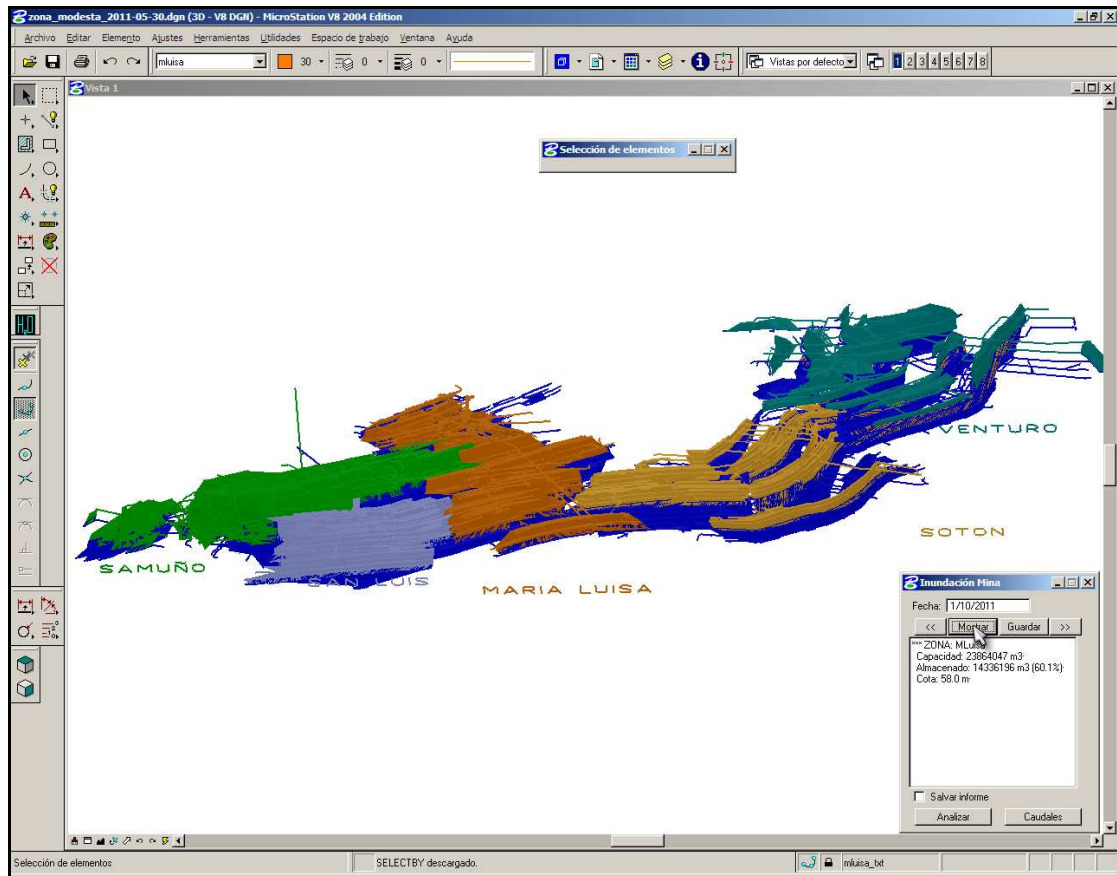 zona_modesta_2011-05-30.dgn (3D - V8 DGN) - MicroStation V8 2004 Edition
Archivo Editar Elemento Ajustes Herramientas Utilidades Espacio de trabajo Ventana Ayuda
mluisa 30 0 0 Vistas por defecto 1 2 3 4 5 6 7 8
Vista 1
Selección de elementos
VENTURO
SOTON
SAMUÑO
SAN LUIS
MARIA LUISA
Inundación Mina
Fecha: 1/10/2011
<< Mostrar Guardar >>
*** ZONA: MLuisa
Capacidad: 23864047 m3
Almacenado: 14336196 m3 (60.1%)
Cota: 58.0 m
Salvar informe
Analizar Caudales
Selección de elementos SELECTBY descargado. mluisa_txt